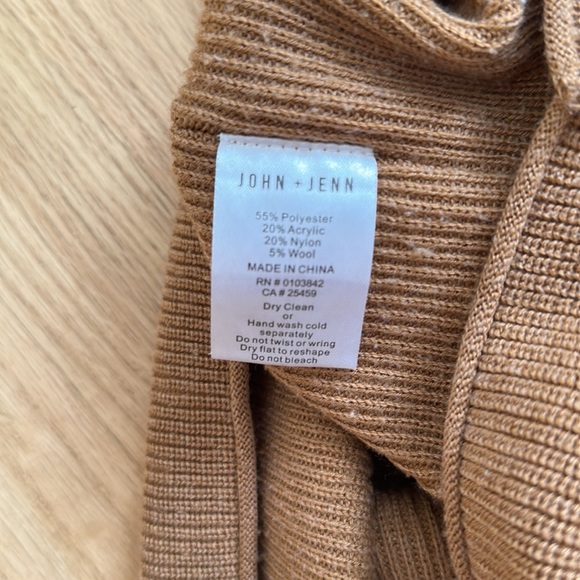 JOHN + JENN
55% Polyester
20% Acrylic
20% Nylon
5% Wool
MADE IN CHINA
RN # 0103842
CA # 25459
Dry Clean
or
Hand wash cold
separately
Do not twist or wring
Dry flat to reshape
Do not bleach